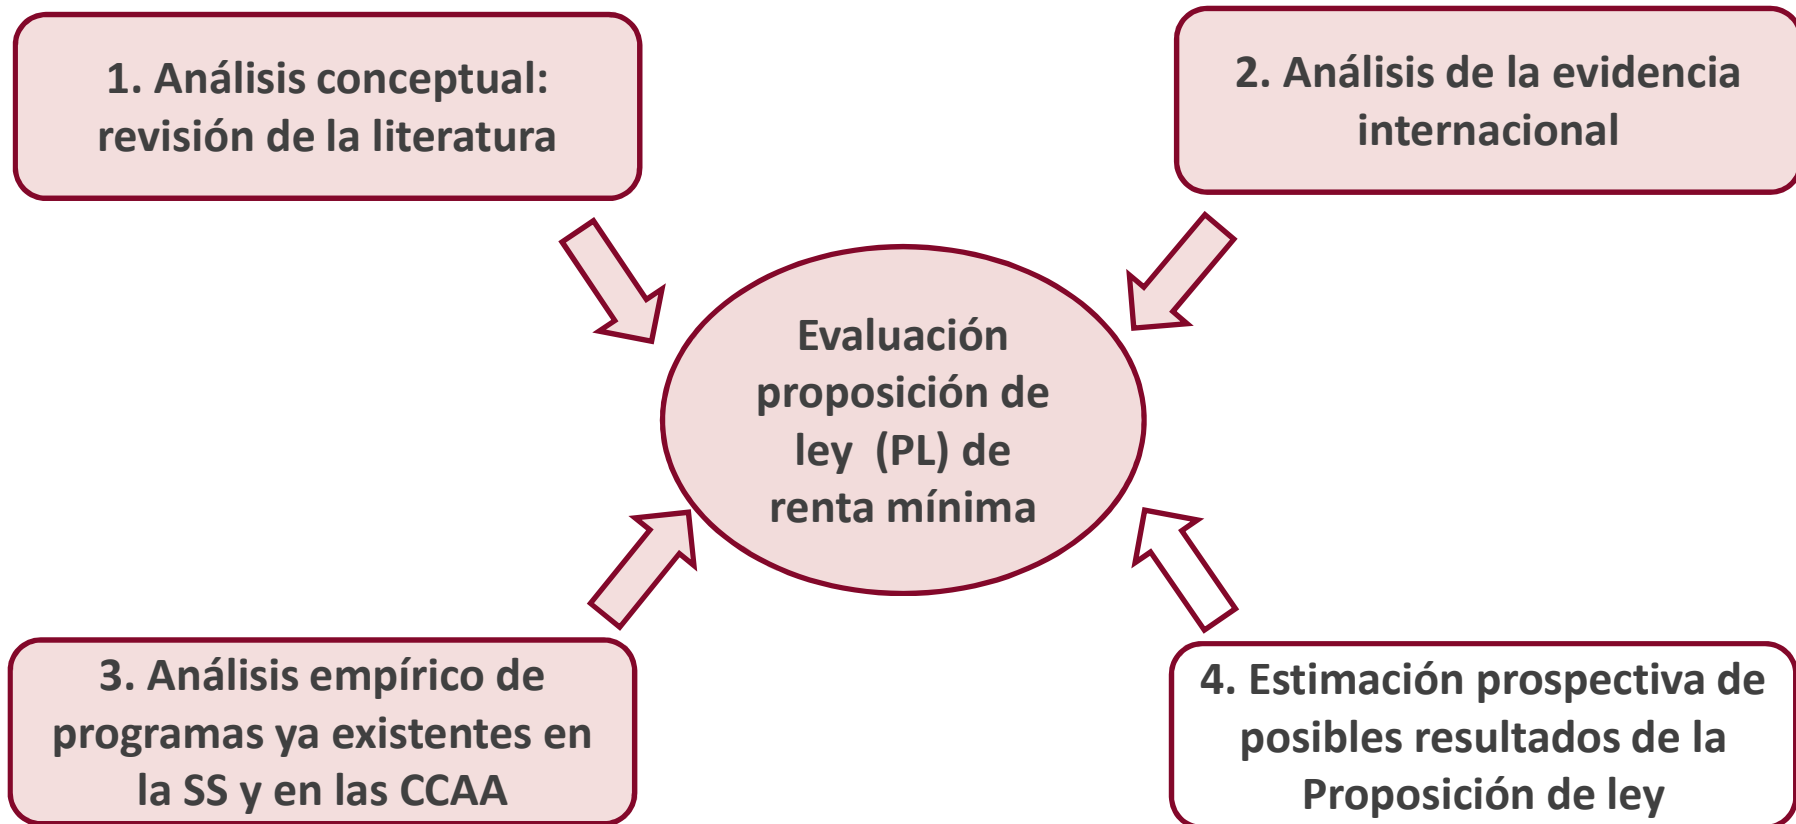 1. Análisis conceptual:
revisión de la literatura
2. Análisis de la evidencia
internacional
Evaluación
proposición de
ley (PL) de
renta mínima
3. Análisis empírico de
programas ya existentes en
la SS y en las CCAA
4. Estimación prospectiva de
posibles resultados de la
Proposición de ley